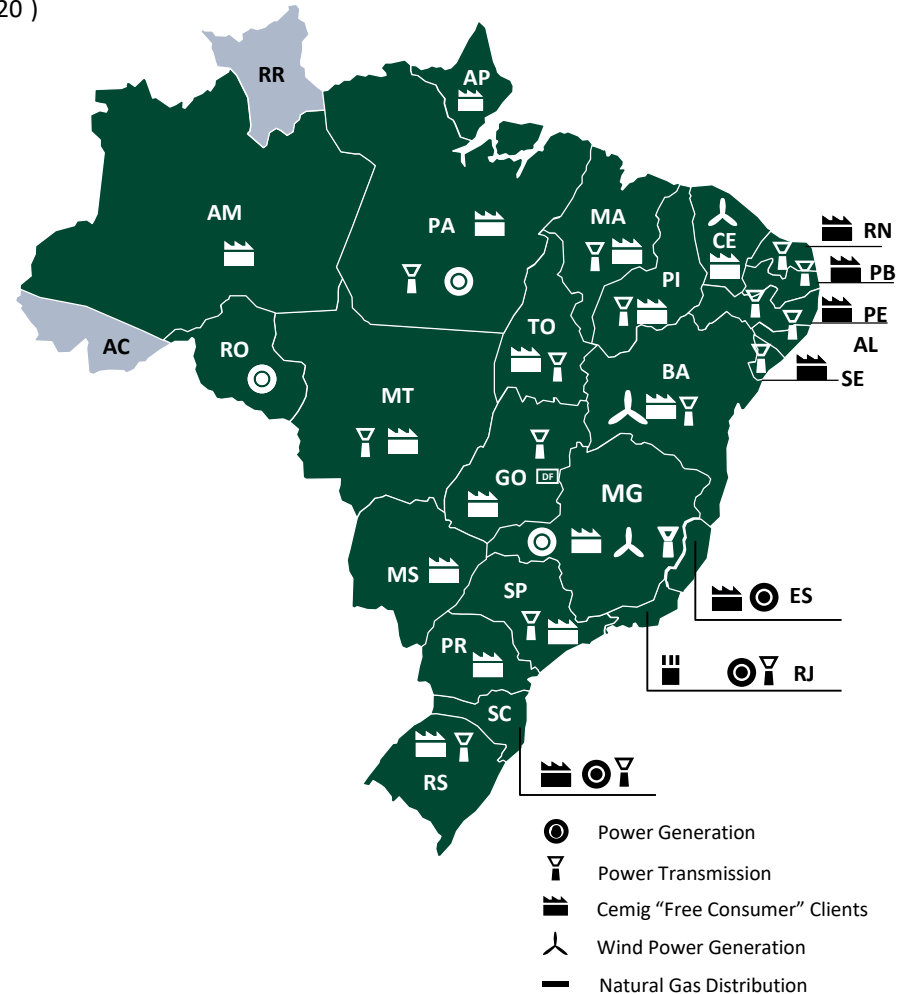 20 )
RR
AP
AM
PA
MA
CE
RN
PI
PB
PE
TO
AL
AC
RO
BA
SE
MT
GO
DF
MG
MS
SP
ES
PR
RJ
SC
RS
Power Generation
Power Transmission
Cemig “Free Consumer” Clients
Wind Power Generation
Natural Gas Distribution